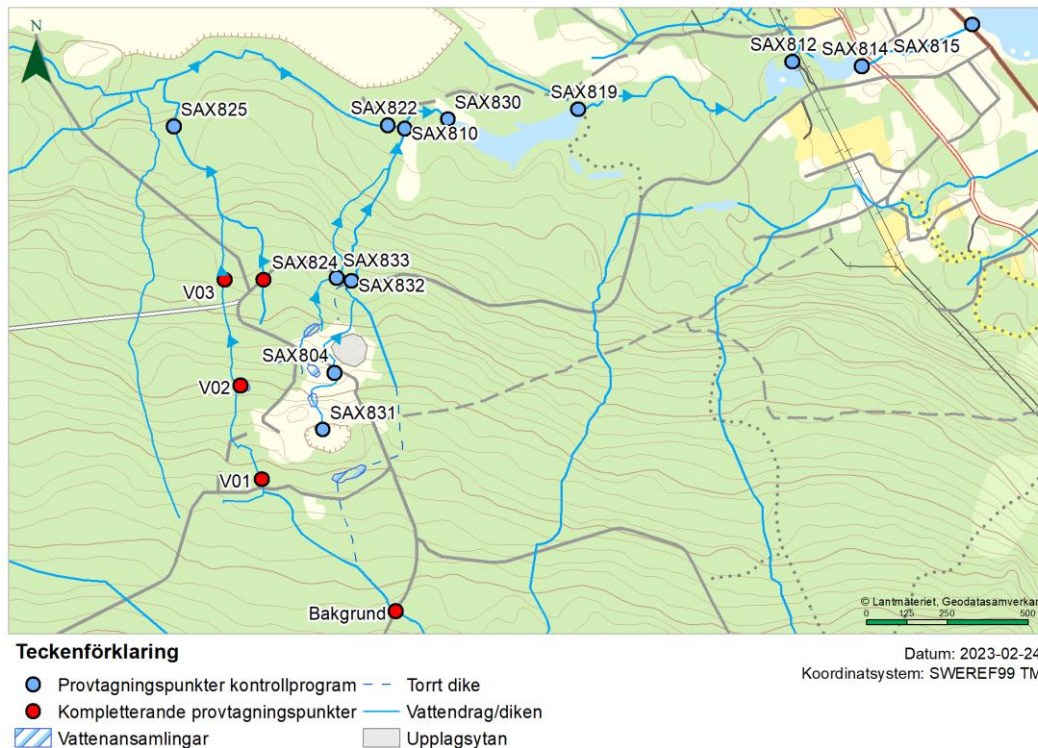 N
SAX812
SAX814
SAX815
SAX825
SAX822
SAX830
SAX810
SAX819
SAX824
SAX833
SAX832
V03
SAX804
V02
SAX831
V01
Bakgrund
© Lantmäteriet, Geodatasamverkan
0 125 250 500
Teckenförklaring
Provtagningspunkter kontrollprogram
Torrt dike
Kompletterande provtagningspunkter
Vattendrag/diken
Vattenansamlingar
Upplagsytan
Datum: 2023-02-24
Koordinatsystem: SWEREF99 TM